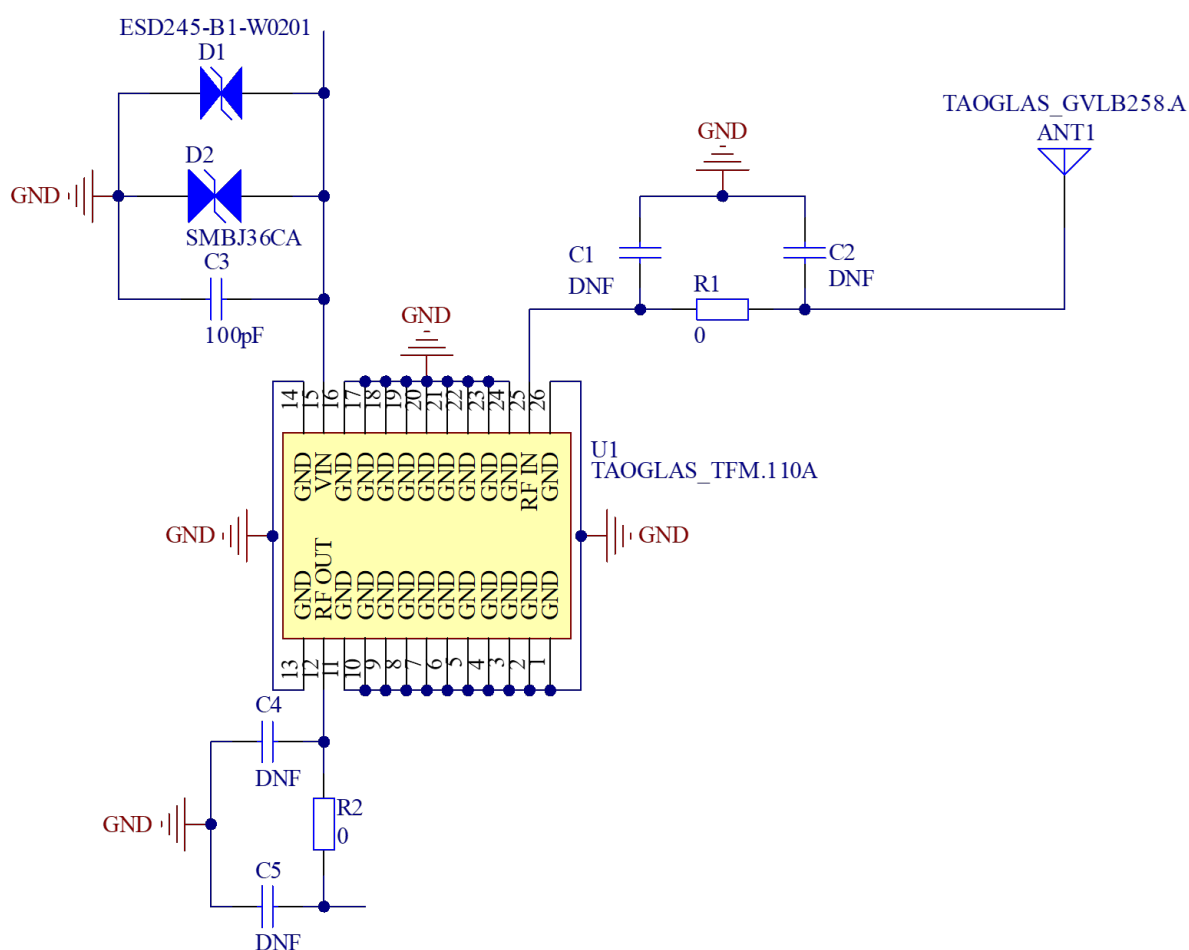 ESD245-B1-W0201
D1
D2
GND
SMBJ36CA
C3
100pF
TAOGLAS_GVLB258.A
ANT1
GND
C1
DNF
C2
DNF
R1
0
GND
14 15 16 17 18 19 20 21 22 23 24 25 26
GND VIN GND GND GND GND GND GND GND GND GND RF IN GND
U1
TAOGLAS_TFM.110A
GND
GND
GND RF OUT GND GND GND GND GND GND GND GND GND GND GND
13 12 11 10 9 8 7 6 5 4 3 2 1
C4
DNF
R2
0
GND
C5
DNF